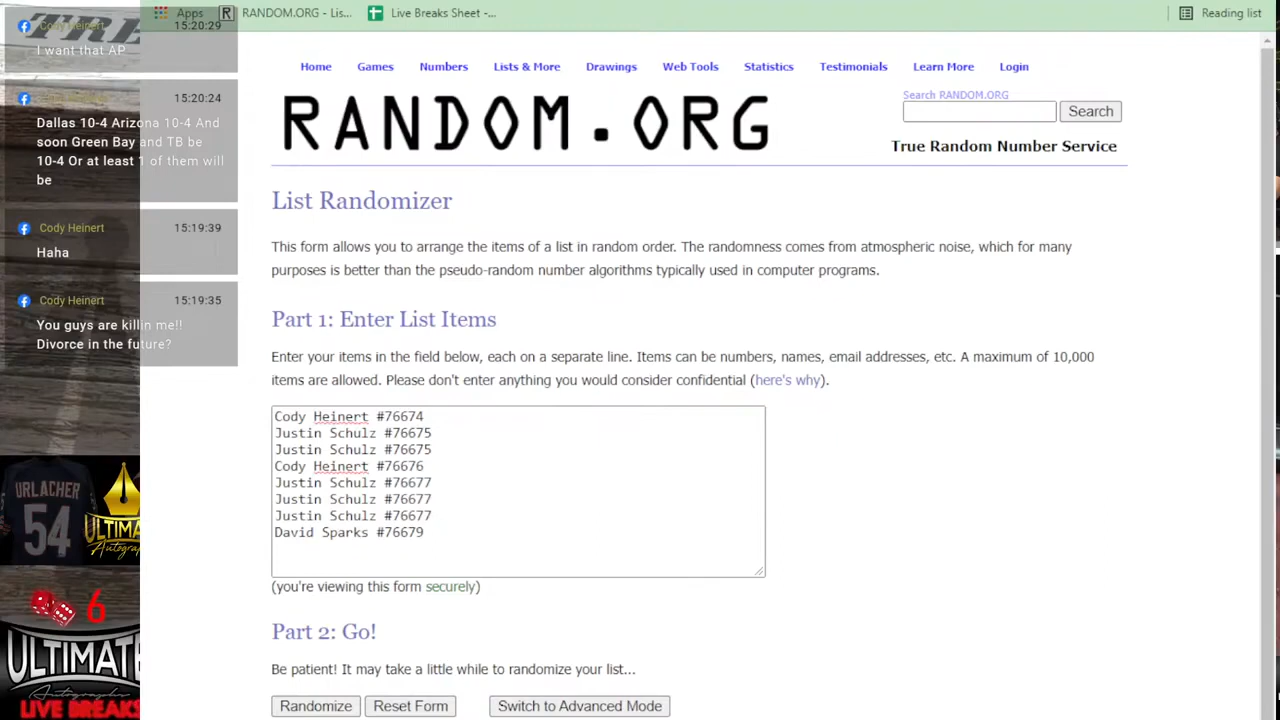 Apps
RANDOM.ORG - Lis...
Live Breaks Sheet -...
Reading list
Cody Heinert 15:20:29
I want that AP
15:20:24
Dallas 10-4 Arizona 10-4 And
soon Green Bay and TB be
10-4 Or at least 1 of them will
be
Cody Heinert 15:19:39
Haha
Cody Heinert 15:19:35
You guys are killin me!!
Divorce in the future?
URLACHER
54
ULTIMA
Autograph
6
ULTIMATE
Autographs
LIVE BREAKS
Home Games Numbers Lists & More Drawings Web Tools Statistics Testimonials Learn More Login
RANDOM.ORG
Search RANDOM.ORG
Search
True Random Number Service
List Randomizer
This form allows you to arrange the items of a list in random order. The randomness comes from atmospheric noise, which for many
purposes is better than the pseudo-random number algorithms typically used in computer programs.
Part 1: Enter List Items
Enter your items in the field below, each on a separate line. Items can be numbers, names, email addresses, etc. A maximum of 10,000
items are allowed. Please don't enter anything you would consider confidential (here's why).
Cody Heinert #76674
Justin Schulz #76675
Justin Schulz #76675
Cody Heinert #76676
Justin Schulz #76677
Justin Schulz #76677
Justin Schulz #76677
David Sparks #76679
(you're viewing this form securely)
Part 2: Go!
Be patient! It may take a little while to randomize your list...
Randomize Reset Form Switch to Advanced Mode